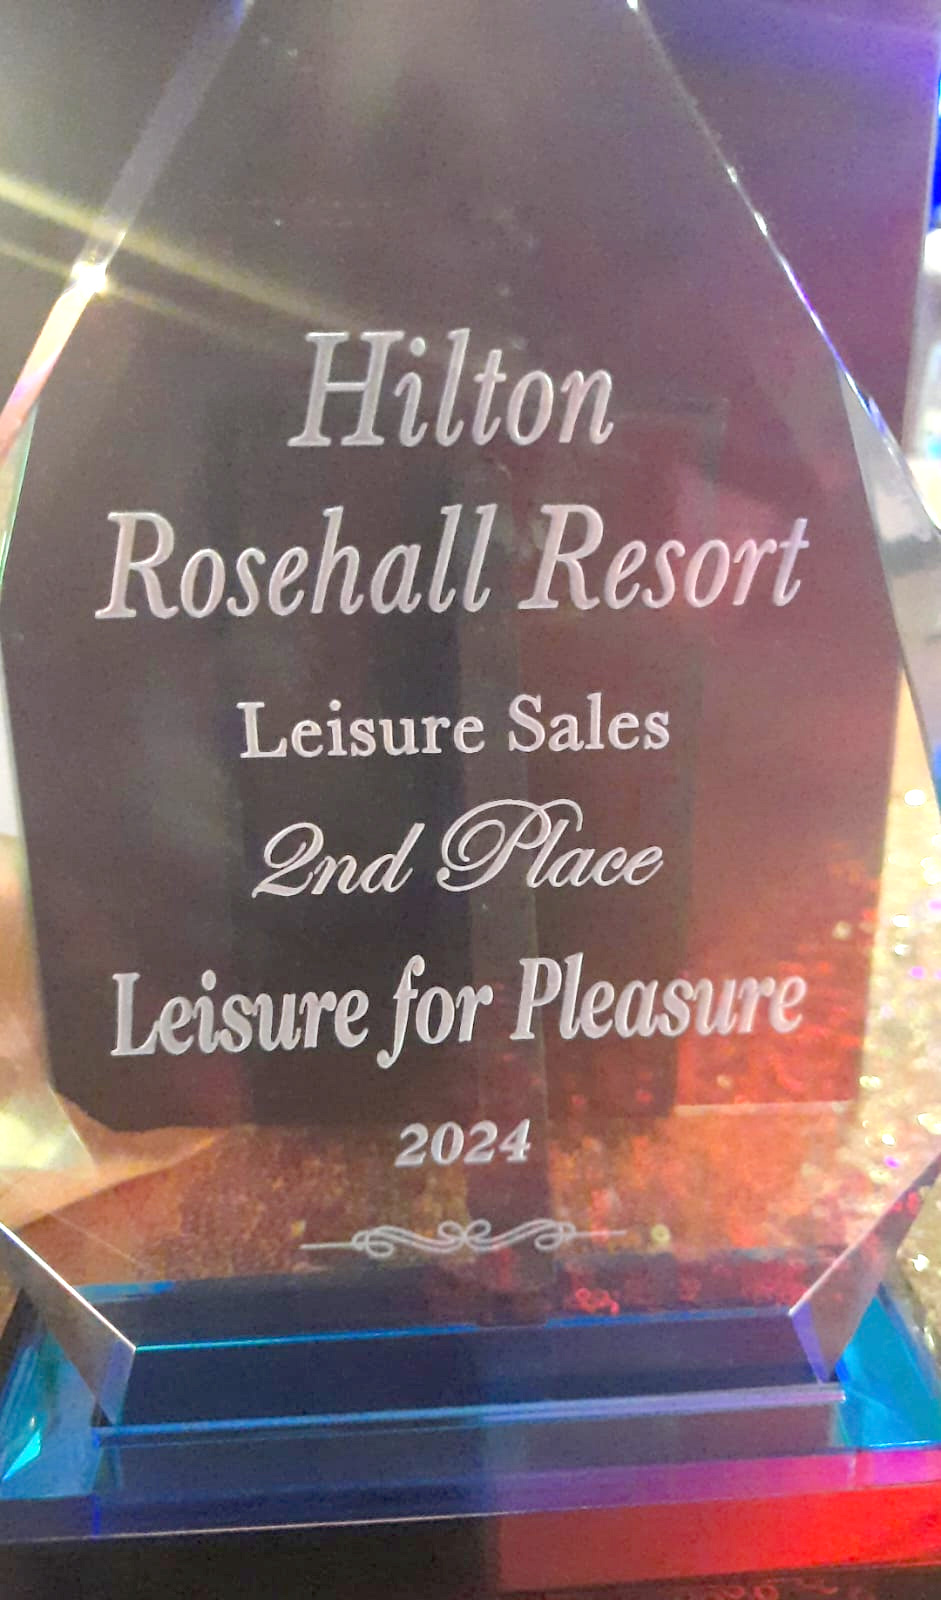 Hilton
Rosehall Resort
Leisure Sales
2nd Place
Leisure for Pleasure
2024